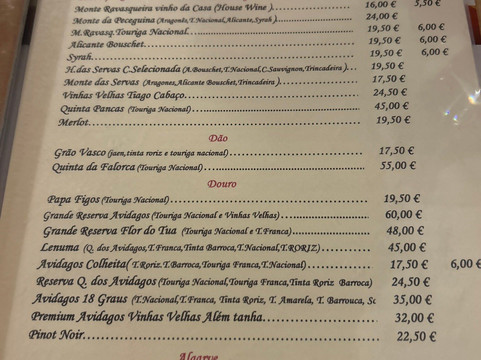 Monte Ravasqueira vinho da Casa (House Wine )............ 16,00 € 5,50 €
Monte da Peceguina (Aragonês,T.Nacional,Alicante,Syrah )............ 24,00 €
M.Ravasq.Touriga Nacional............ 19,50 € 6,00 €
Alicante Bouschet............ 19,50 € 6,00 €
Syrah............ 19,50 € 6,00 €
H.das Servas C.Selecionada (A.Bouschet,T.Nacional,C.Sauvignon,Trincadeira )............ 19,50 €
Monte das Servas (Aragonez,Alicante Bouschet,Trincadeira )............ 17,50 €
Vinhas Velhas Tiago Cabaço............ 24,50 €
Quinta Pancas (Touriga Nacional)............ 45,00 €
Merlot............ 19,50 €
Dão
Grão Vasco (jaen,tinta roriz e touriga nacional)............ 17,50 €
Quinta da Falorca (Touriga Nacional)............ 55,00 €
Douro
Papa Figos (Touriga Nacional)............ 19,50 €
Grande Reserva Avidagos (Touriga Nacional e Vinhas Velhas)............ 60,00 €
Grande Reserva Flor do Tua (Touriga Nacional e T.Franca)............ 48,00 €
Lenuma (Q. dos Avidagos,T.Franca,Tinta Barroca,T.Nacional,T.RORIZ)............ 45,00 €
Avidagos Colheita( T.Roriz.T.Barroca,Touriga Franca,T.Nacional)............ 17,50 € 6,00 €
Reserva Q. dos Avidagos (Touriga Nacional,Touriga Franca,Tinta Roriz,T.Barroca) 24,50 €
Avidagos 18 Graus (T.Nacional,T.Franca, Tinta Roriz, T. Amarela, T. Barrouca, So 35,00 €
Premium Avidagos Vinhas Velhas Além tanha............ 32,00 €
Pinot Noir............ 22,50 €
Algarve